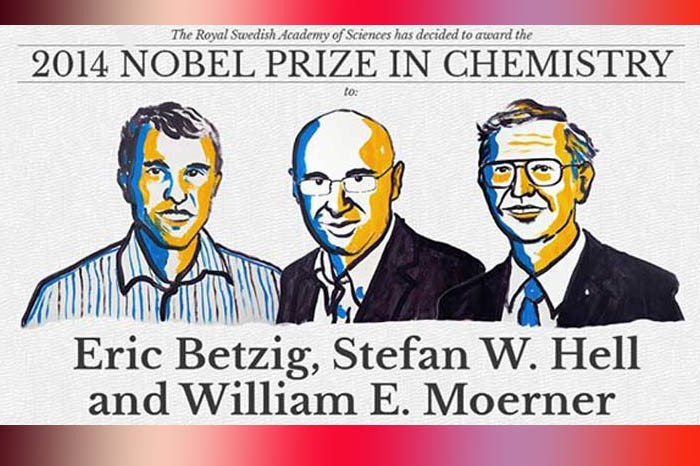 The Royal Swedish Academy of Sciences has decided to award the
2014 NOBEL PRIZE IN CHEMISTRY
to:
Eric Betzig, Stefan W. Hell
and William E. Moerner